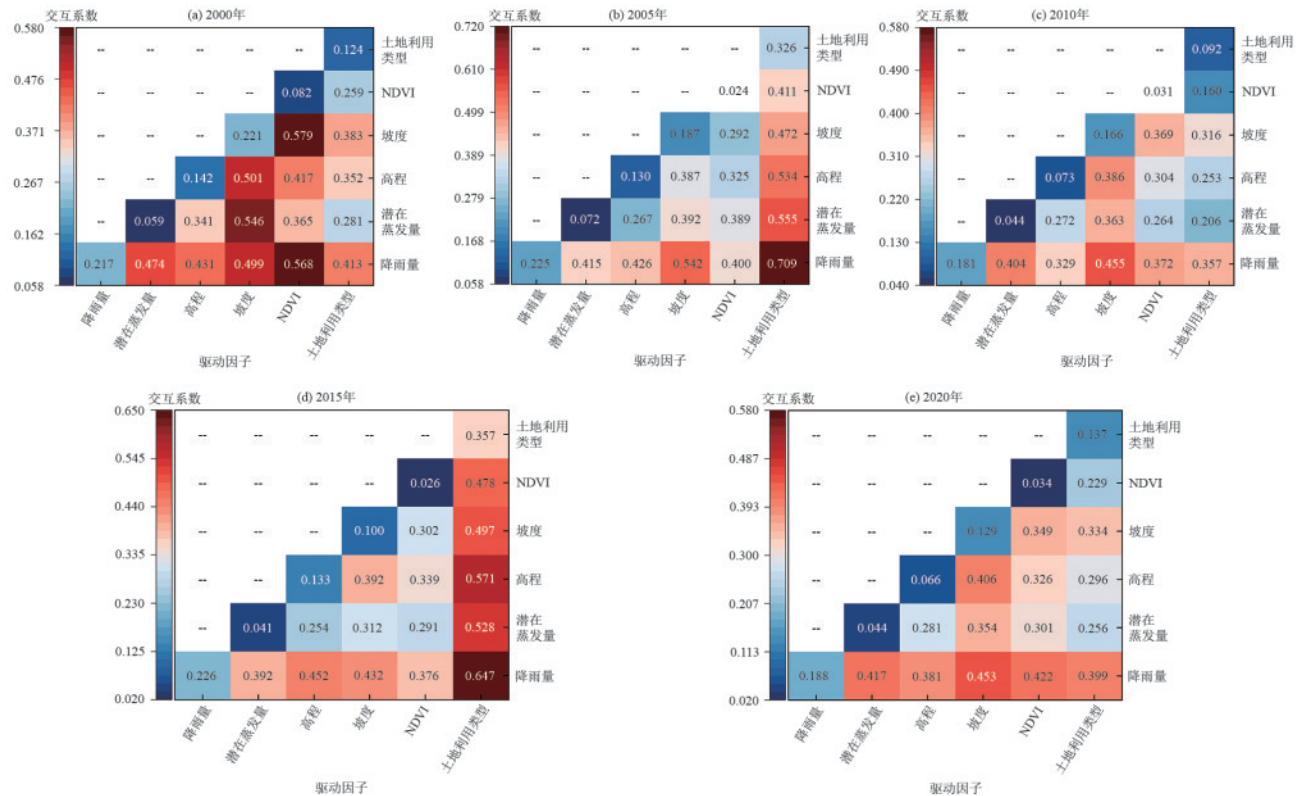 交互系数
(a) 2000年
0.580
0.476
0.371
0.267
0.162
0.058
-- -- -- -- -- 0.124 土地利用
类型
-- -- -- -- 0.082 0.259 NDVI
-- -- -- 0.221 0.579 0.383 坡度
-- -- 0.142 0.501 0.417 0.352 高程
-- 0.059 0.341 0.546 0.365 0.281 潜在
蒸发量
0.217 0.474 0.431 0.499 0.568 0.413 降雨量
降雨量 潜在蒸发量 高程 坡度 NDVI 土地利用类型
驱动因子
交互系数
(b) 2005年
0.720
0.610
0.499
0.389
0.279
0.168
0.058
-- -- -- -- -- 0.326 土地利用
类型
-- -- -- -- 0.024 0.411 NDVI
-- -- -- 0.187 0.292 0.472 坡度
-- -- 0.130 0.387 0.325 0.534 高程
-- 0.072 0.267 0.392 0.389 0.555 潜在
蒸发量
0.225 0.415 0.426 0.542 0.400 0.709 降雨量
降雨量 潜在蒸发量 高程 坡度 NDVI 土地利用类型
驱动因子
交互系数
(c) 2010年
0.580
0.490
0.400
0.310
0.220
0.130
0.040
-- -- -- -- -- 0.092 土地利用
类型
-- -- -- -- 0.031 0.160 NDVI
-- -- -- 0.166 0.369 0.316 坡度
-- -- 0.073 0.386 0.304 0.253 高程
-- 0.044 0.272 0.363 0.264 0.206 潜在
蒸发量
0.181 0.404 0.329 0.455 0.372 0.357 降雨量
降雨量 潜在蒸发量 高程 坡度 NDVI 土地利用类型
驱动因子
交互系数
(d) 2015年
0.650
0.545
0.440
0.335
0.230
0.125
0.020
-- -- -- -- -- 0.357 土地利用
类型
-- -- -- -- 0.026 0.478 NDVI
-- -- -- 0.100 0.302 0.497 坡度
-- -- 0.133 0.392 0.339 0.571 高程
-- 0.041 0.254 0.312 0.291 0.528 潜在
蒸发量
0.226 0.392 0.452 0.432 0.376 0.647 降雨量
降雨量 潜在蒸发量 高程 坡度 NDVI 土地利用类型
驱动因子
交互系数
(e) 2020年
0.580
0.487
0.393
0.300
0.207
0.113
0.020
-- -- -- -- -- 0.137 土地利用
类型
-- -- -- -- 0.034 0.229 NDVI
-- -- -- 0.129 0.349 0.334 坡度
-- -- 0.066 0.406 0.326 0.296 高程
-- 0.044 0.281 0.354 0.301 0.256 潜在
蒸发量
0.188 0.417 0.381 0.453 0.422 0.399 降雨量
降雨量 潜在蒸发量 高程 坡度 NDVI 土地利用类型
驱动因子